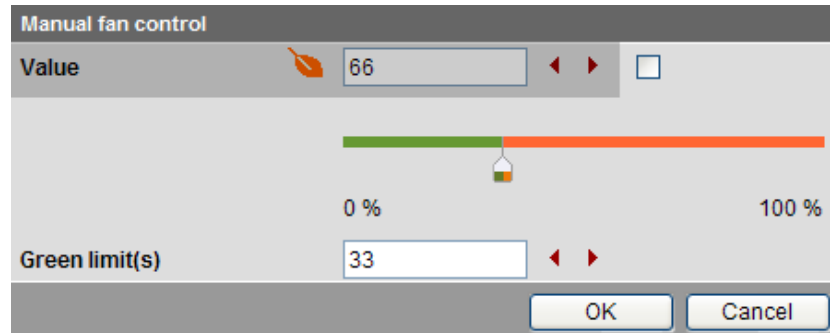 Manual fan control
Value 66
0 % 100 %
Green limit(s) 33
OK Cancel